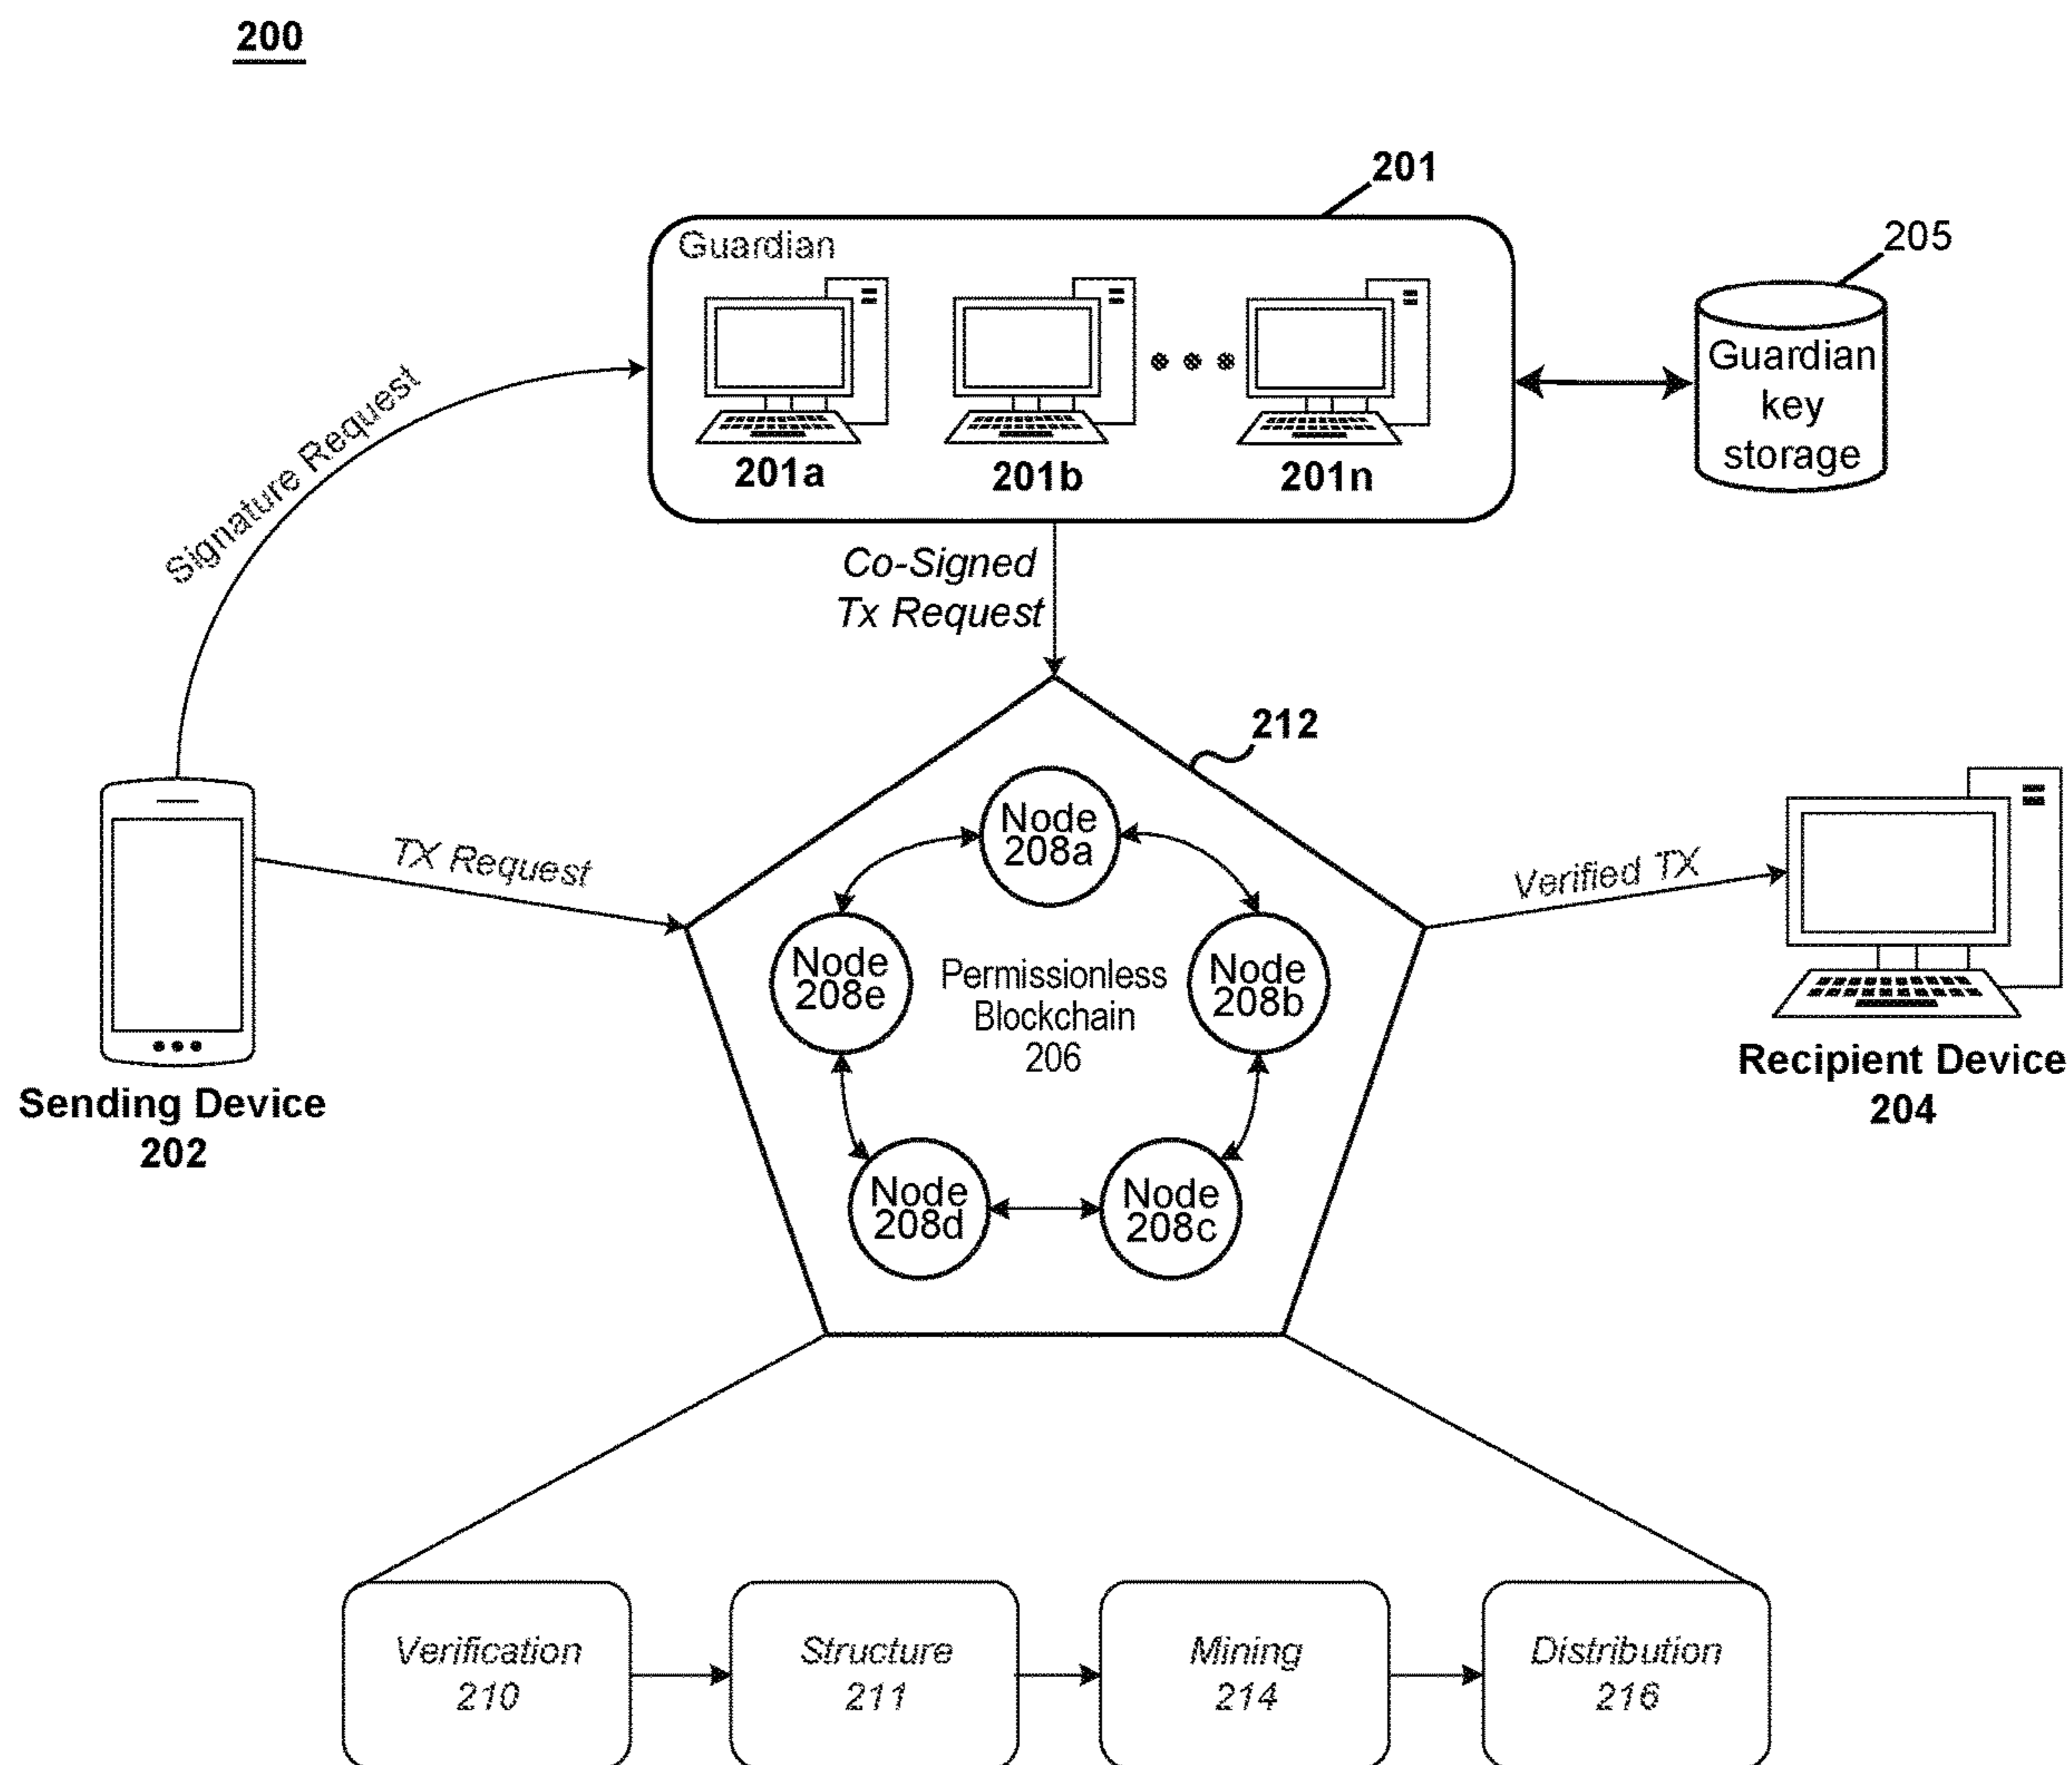 200
201
Guardian
205
Guardian
key
storage
201a
201b
201n
Signature Request
Co-Signed
Tx Request
212
TX Request
Node
208a
Verified TX
Node
208e
Permissionless
Blockchain
206
Node
208b
Sending Device
202
Recipient Device
204
Node
208d
Node
208c
Verification
210
Structure
211
Mining
214
Distribution
216